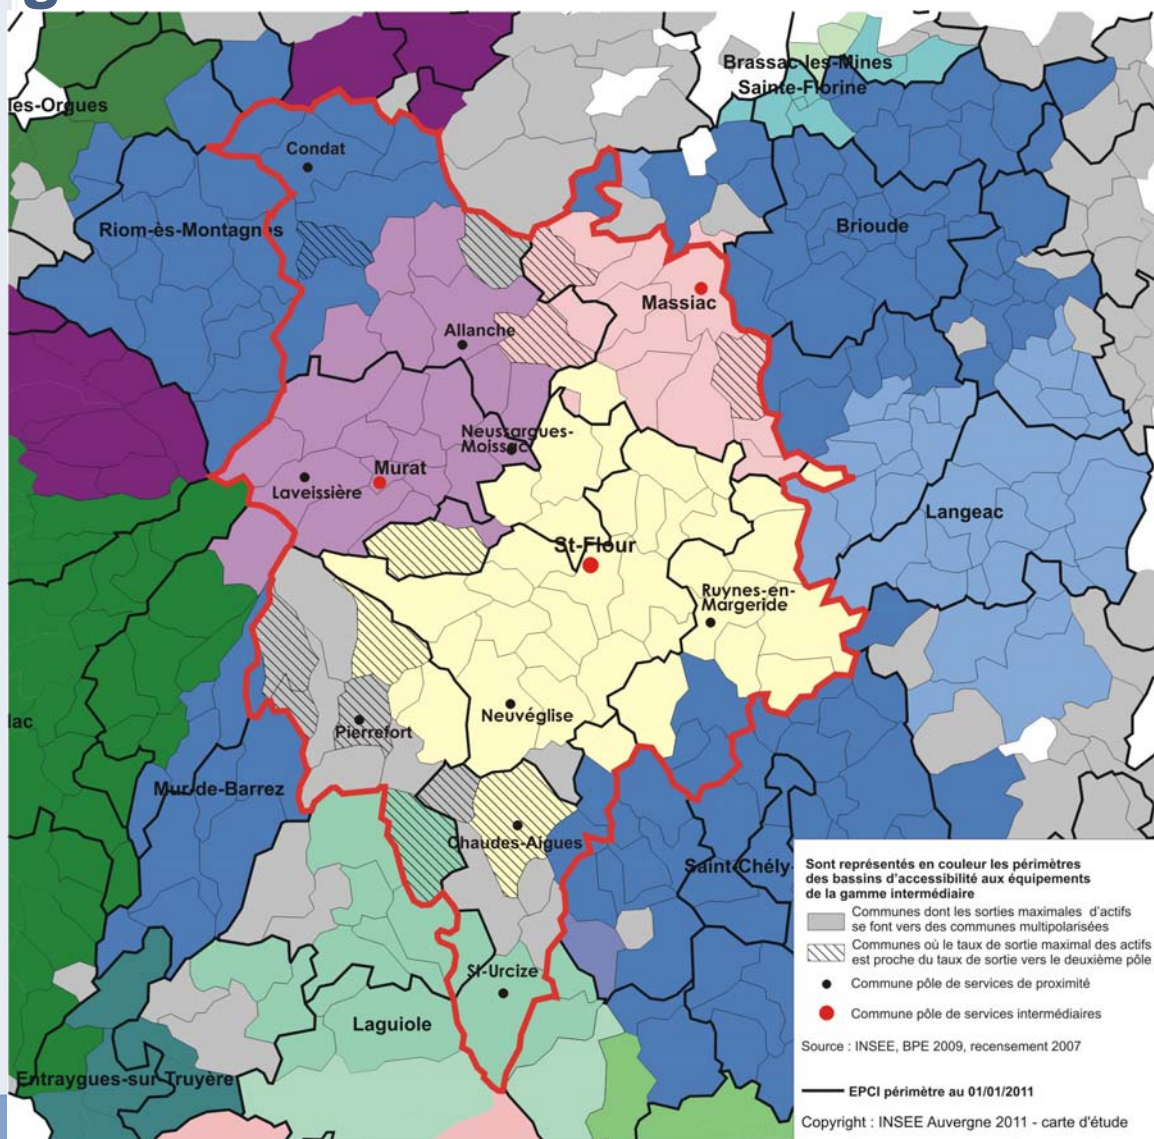 Brassac-les-Mines
Sainte-Florine
es-Orgues
Condat
Riom-ès-Montagnes
Brioude
Massiac
Allanche
Neussargues-
Moissac
Murat
Laveissière
Langeac
St-Flour
Ruynes-en-
Margeride
lac
Neuvéglise
Pierrefort
Mur-de-Barrez
Chaudes-Aigues
Saint-Chély-
St-Urcize
Laguiole
Entraygues-sur-Truyère
Sont représentés en couleur les périmètres
des bassins d'accessibilité aux équipements
de la gamme intermédiaire
Communes dont les sorties maximales d'actifs
se font vers des communes multipolarisées
Communes où le taux de sortie maximal des actifs
est proche du taux de sortie vers le deuxième pôle
Commune pôle de services de proximité
Commune pôle de services intermédiaires
Source : INSEE, BPE 2009, recensement 2007
EPCI périmètre au 01/01/2011
Copyright : INSEE Auvergne 2011 - carte d'étude